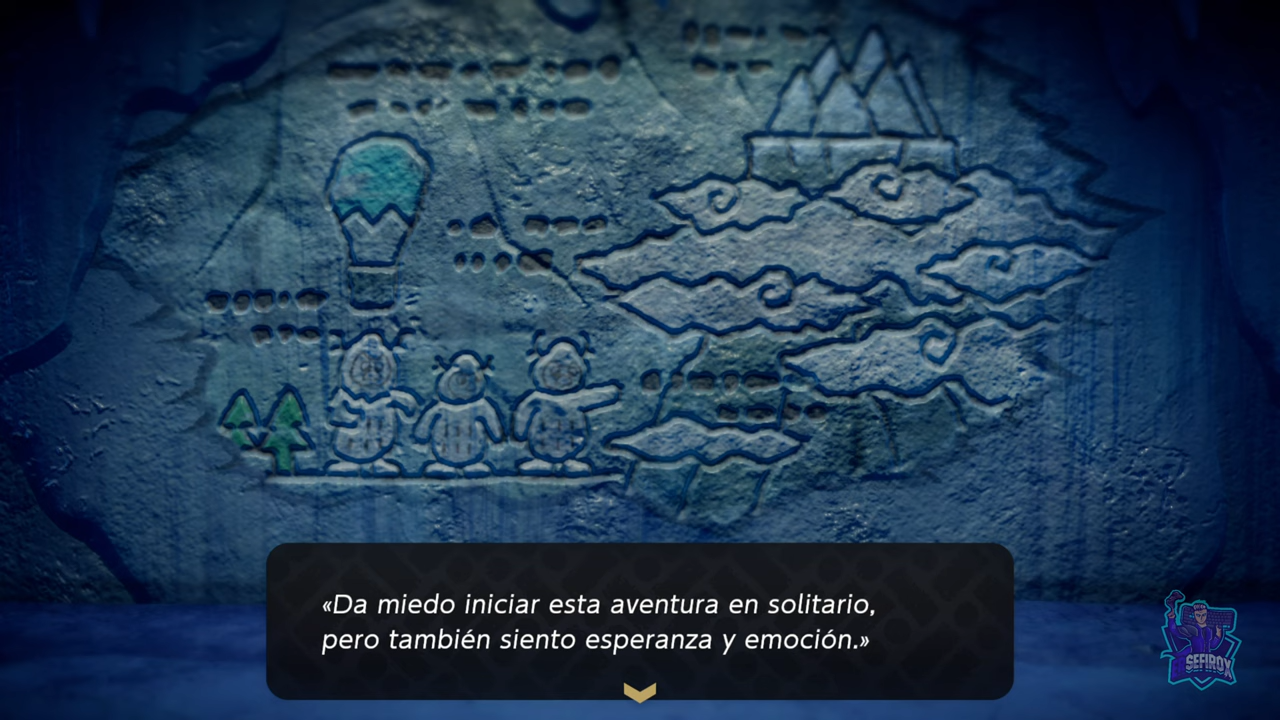 «Da miedo iniciar esta aventura en solitario,
pero también siento esperanza y emoción.»
SEFIROX